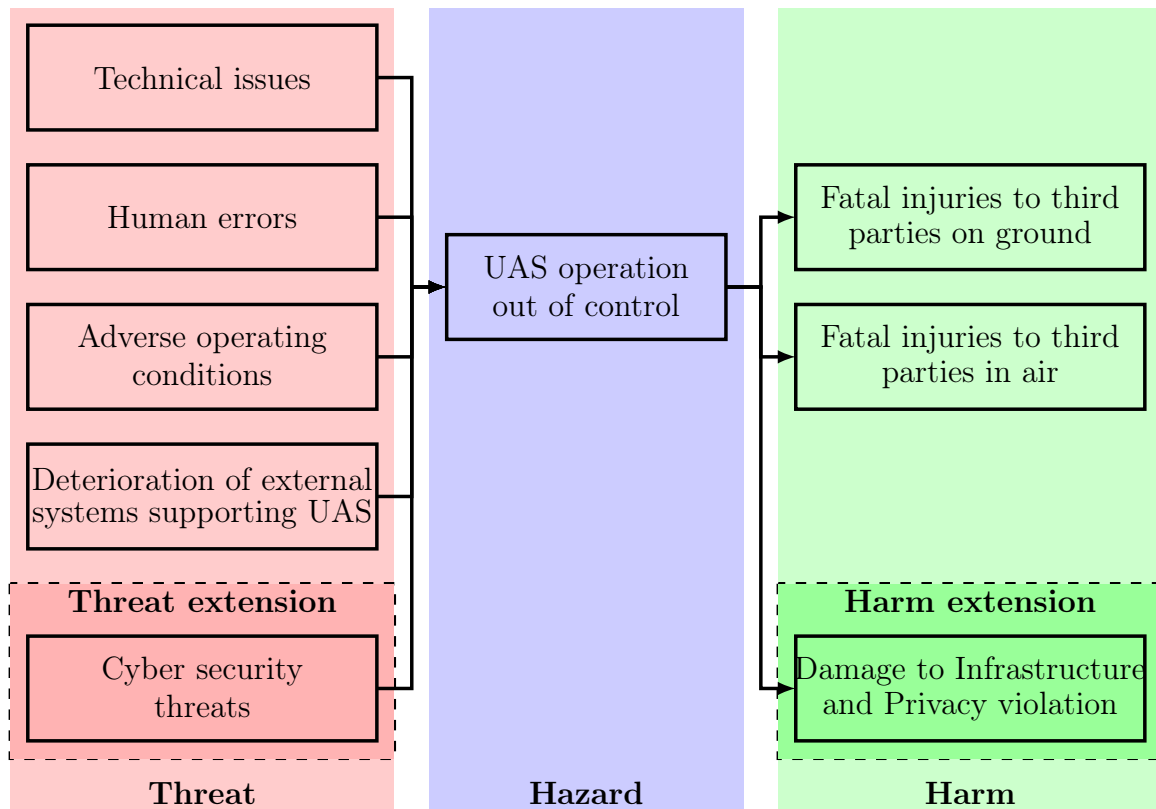 Technical issues
Human errors
Adverse operating
conditions
Deterioration of external
systems supporting UAS
Threat extension
Cyber security
threats
Threat
UAS operation
out of control
Hazard
Fatal injuries to third
parties on ground
Fatal injuries to third
parties in air
Harm extension
Damage to Infrastructure
and Privacy violation
Harm